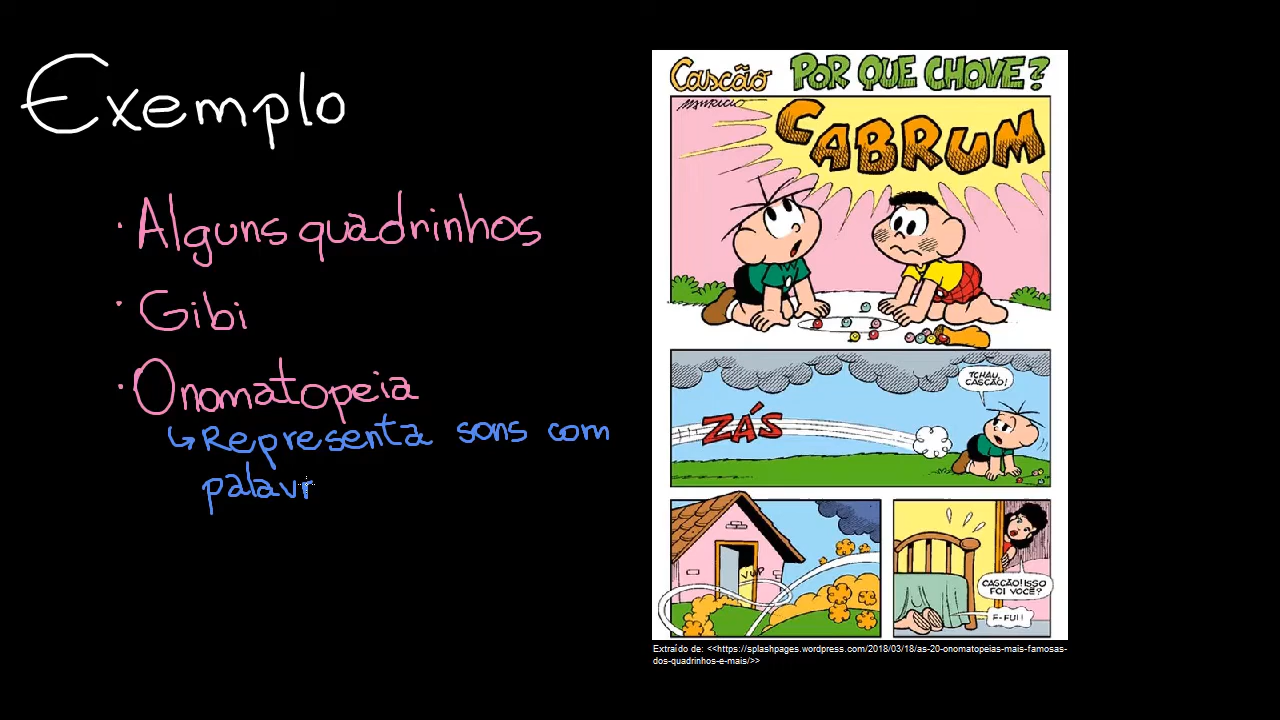 Exemplo
• Alguns quadrinhos
• Gibi
• Onomatopeia
↳ Representa sons com
palavr
Cascão POR QUE CHOVE?
MAURICIO
CABRUM
TCHAU,
CASCÃO!
ZÁS
VUP
CASCÃO! ISSO
FOI VOCÊ?
F-FUI!
Extraído de: <<https://splashpages.wordpress.com/2018/03/18/as-20-onomatopeias-mais-famosas-
dos-quadrinhos-e-mais/>>